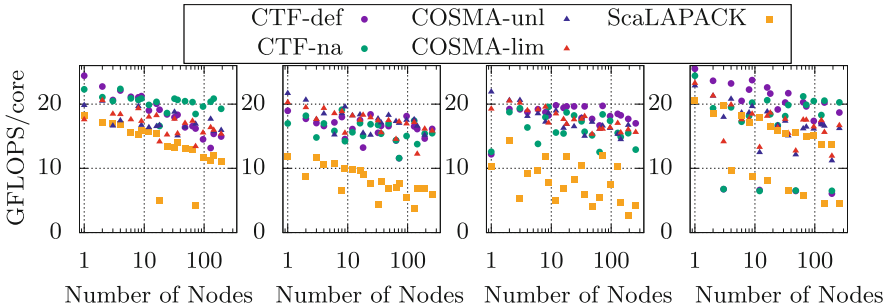 CTF-def COSMA-unl ScaLAPACK
CTF-na COSMA-lim
GFLOPS/core
20 20 20 20
10 10 10 10
0 0 0 0
1 10 100 1 10 100 1 10 100 1 10 100
Number of Nodes Number of Nodes Number of Nodes Number of Nodes